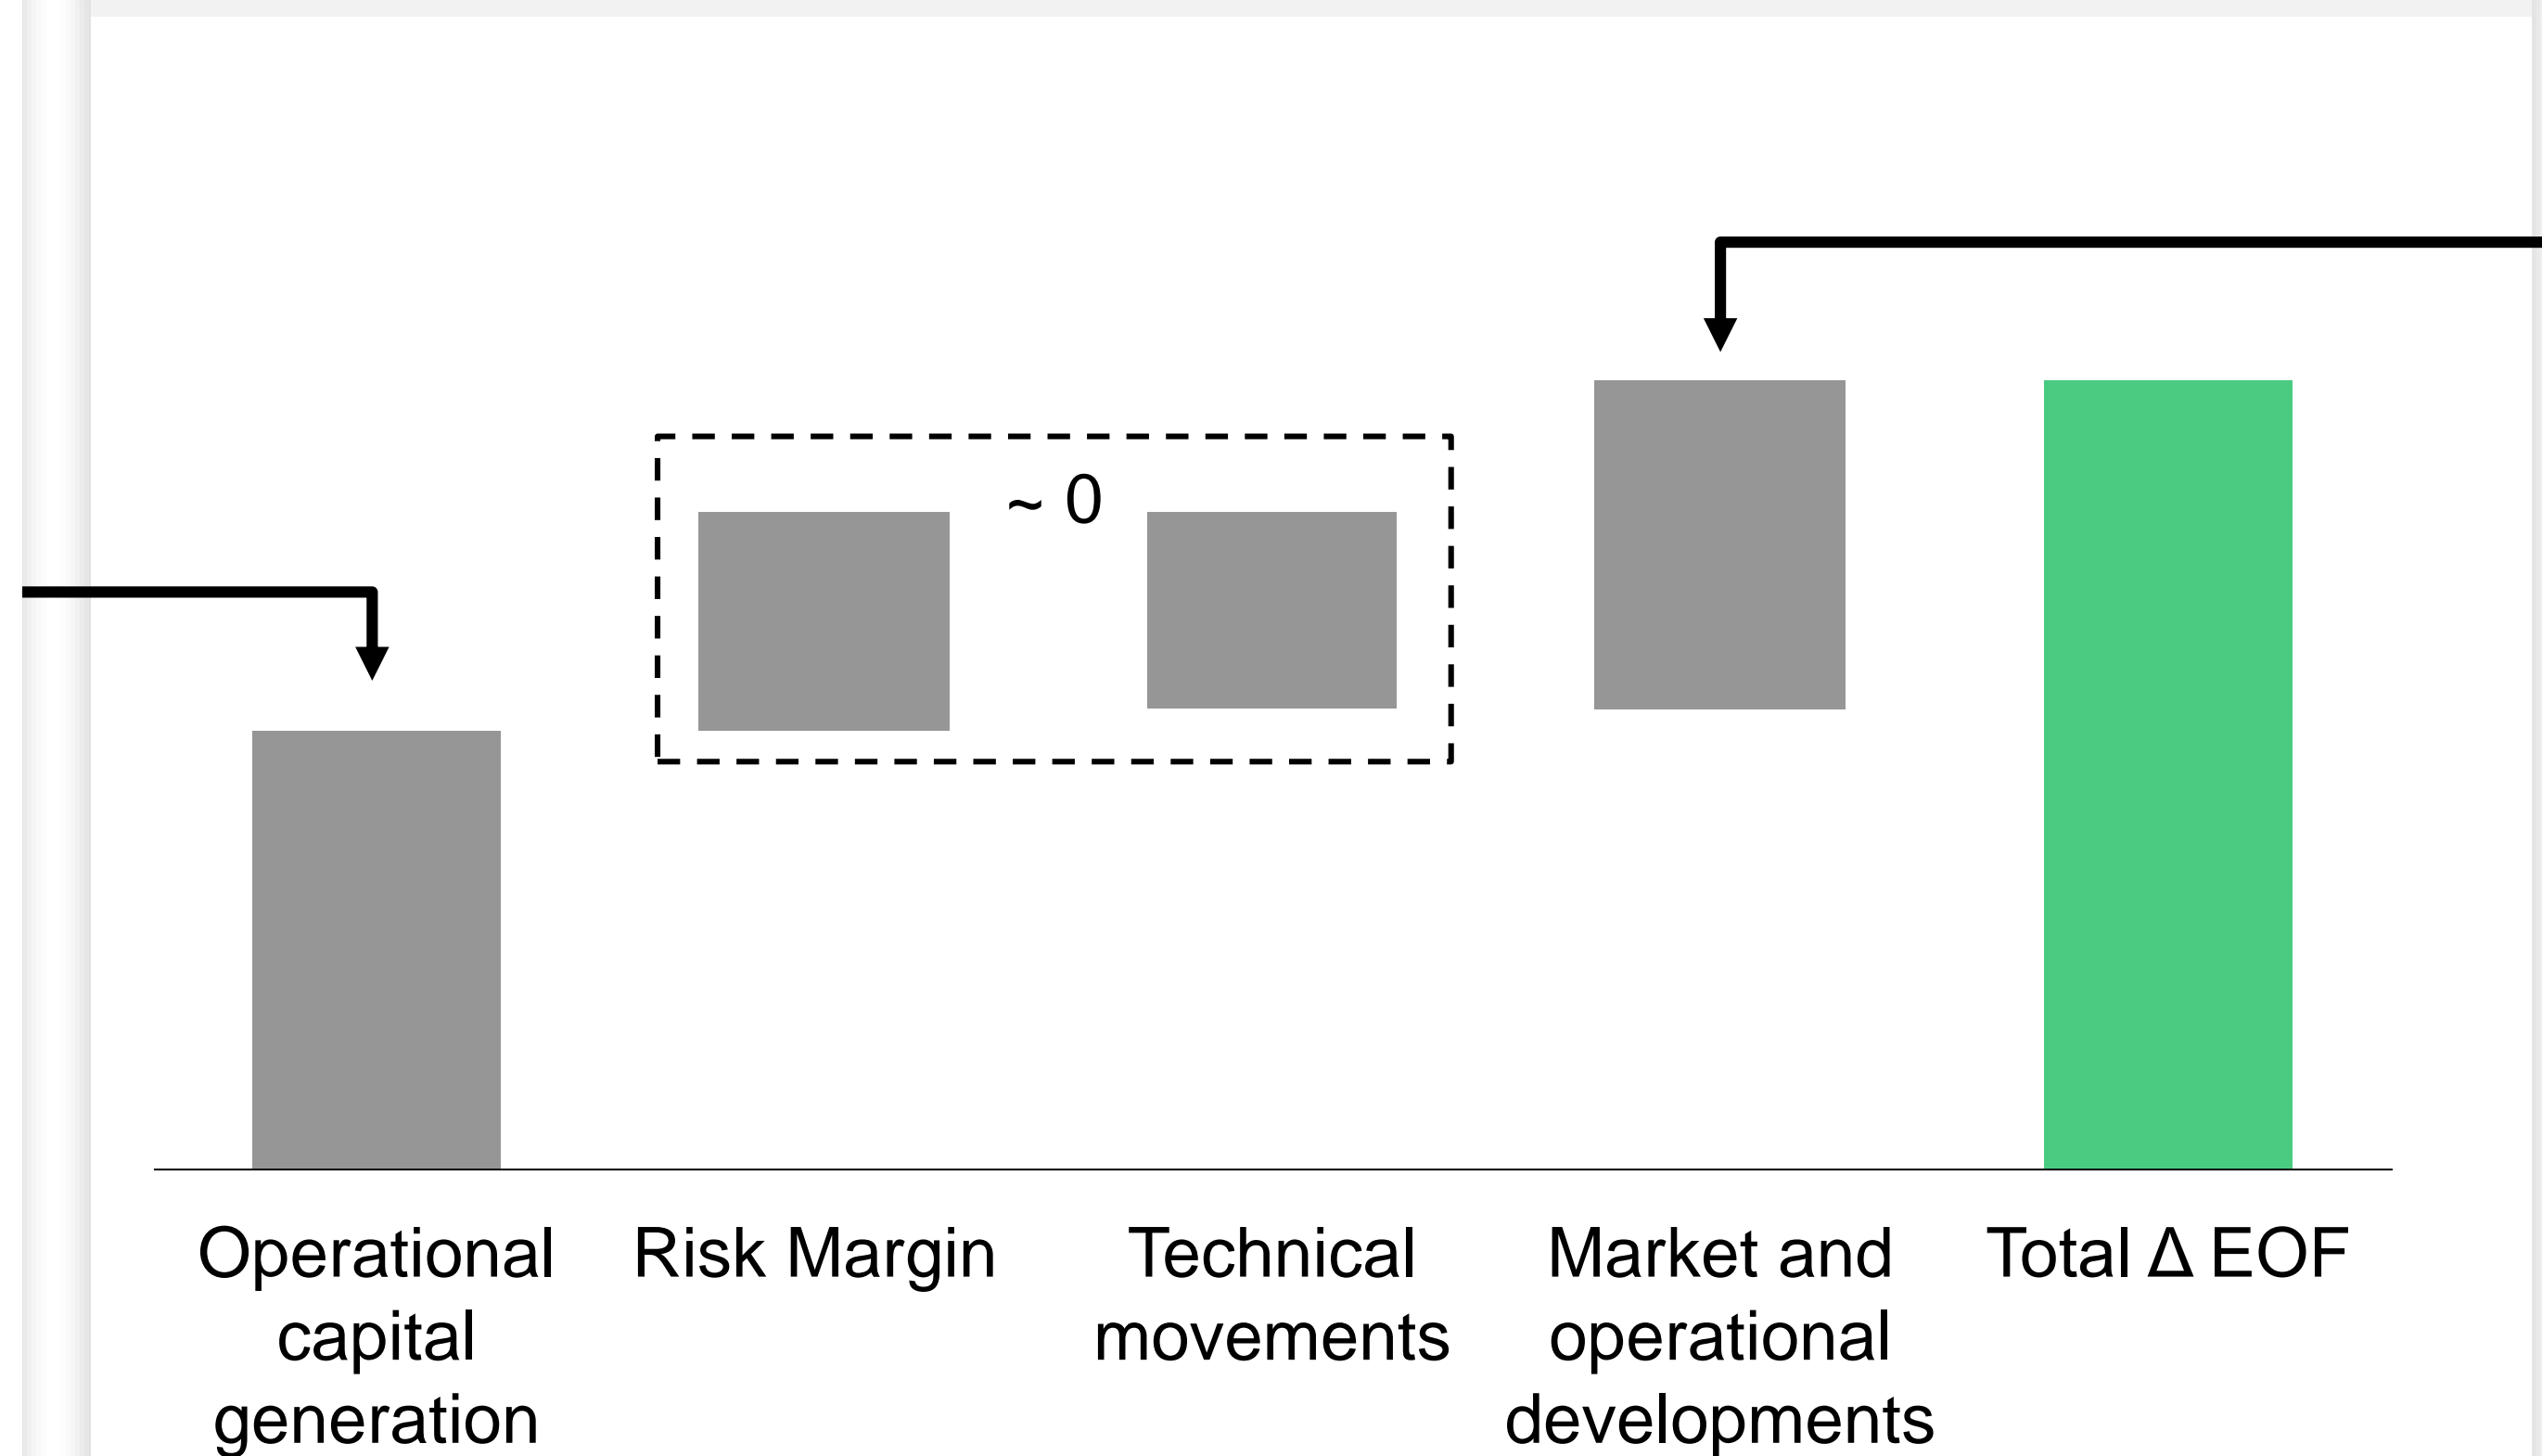 ~ 0
Operational
capital
generation
Risk Margin
Technical
movements
Market and
operational
developments
Total Δ EOF